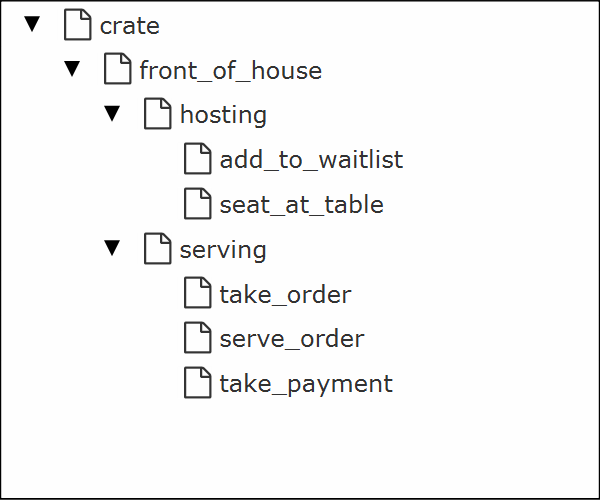 crate
front_of_house
hosting
add_to_waitlist
seat_at_table
serving
take_order
serve_order
take_payment